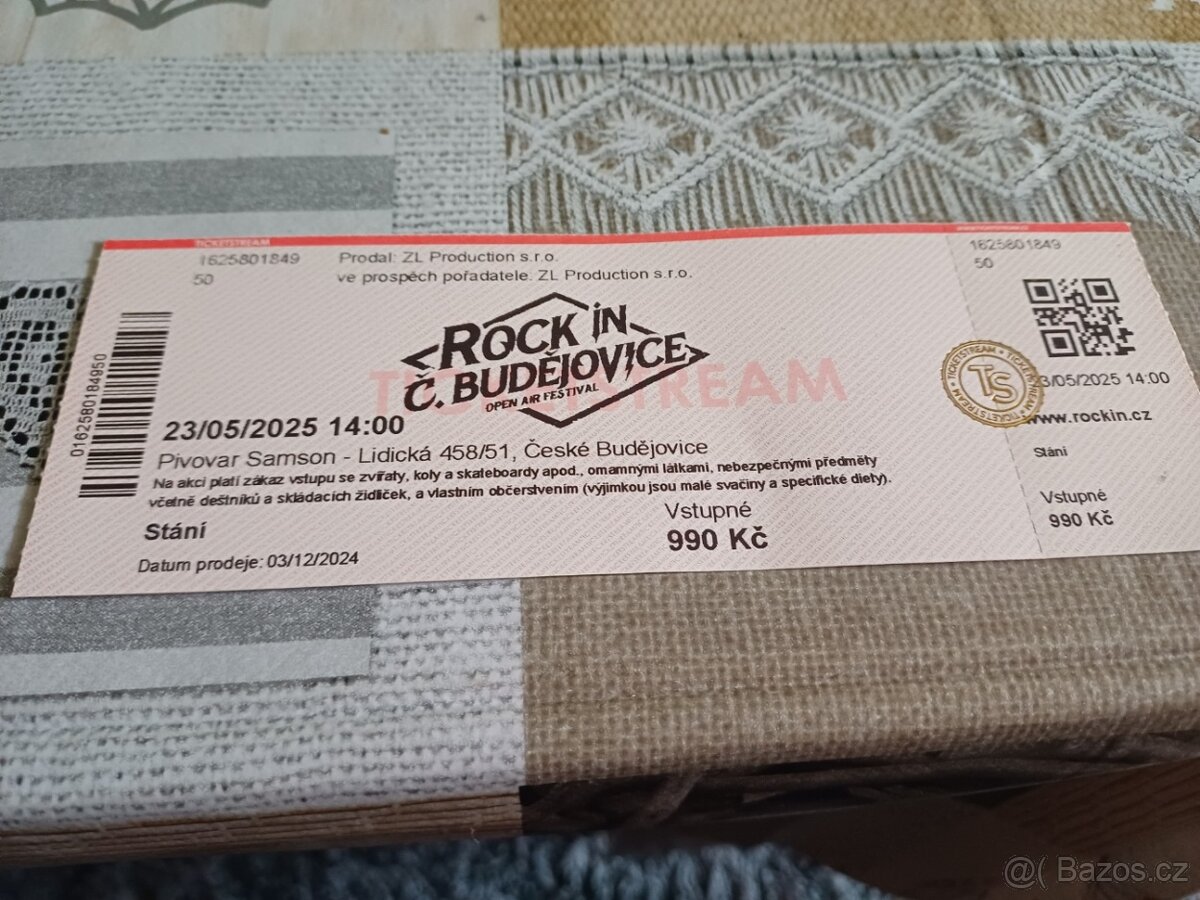 TICKETSTREAM
1625801849
50
Prodal: ZL Production s.r.o.
ve prospěch pořadatele. ZL Production s.r.o.
ROCK iN
Č. BUDĚJOVICE
OPEN AIR FESTIVAL
TICKETSTREAM
0162580184950
23/05/2025 14:00
Pivovar Samson - Lidická 458/51, České Budějovice
Na akci platí zákaz vstupu se zvířaty, koly a skateboardy apod., omamnými látkami, nebezpečnými předměty
včetně deštníků a skládacích židliček, a vlastním občerstvením (výjimkou jsou malé svačiny a specifické diety).
Stání
Vstupné
990 Kč
Datum prodeje: 03/12/2024
1625801849
50
TICKETSTREAM • TICKETSTREAM •
TS
3/05/2025 14:00
www.rockin.cz
Stání
Vstupné
990 Kč
@( Bazos.cz